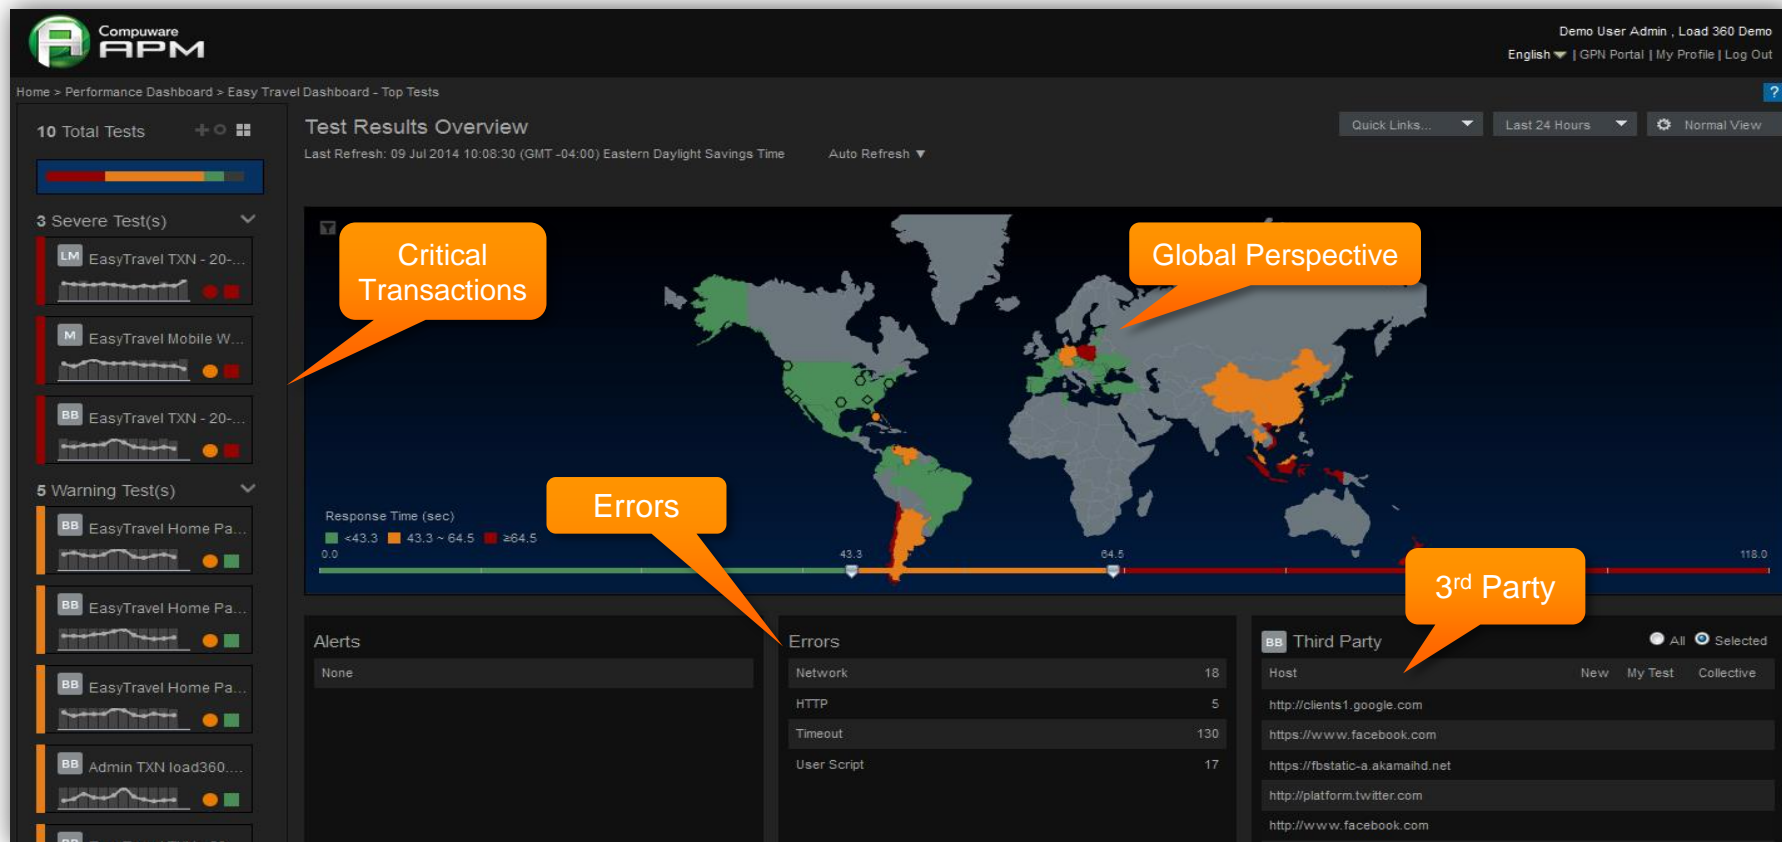 Compuware
APM
Demo User Admin , Load 360 Demo
English | GPN Portal | My Profile | Log Out
Home > Performance Dashboard > Easy Travel Dashboard - Top Tests
?
10 Total Tests
Test Results Overview
Quick Links...
Last 24 Hours
Normal View
Last Refresh: 09 Jul 2014 10:08:30 (GMT -04:00) Eastern Daylight Savings Time
Auto Refresh
3 Severe Test(s)
LM EasyTravel TXN - 20-...
M EasyTravel Mobile W...
BB EasyTravel TXN - 20-...
5 Warning Test(s)
BB EasyTravel Home Pa...
BB EasyTravel Home Pa...
BB EasyTravel Home Pa...
BB Admin TXN load360....
Critical
Transactions
Global Perspective
Errors
3rd Party
Response Time (sec)
<43.3 43.3 ~ 64.5 ≥64.5
0.0 43.3 64.5 118.0
Alerts
None
Errors
Network 18
HTTP 5
Timeout 130
User Script 17
BB Third Party
All Selected
Host New My Test Collective
http://clients1.google.com
https://www.facebook.com
https://fbstatic-a.akamaihd.net
http://platform.twitter.com
http://www.facebook.com